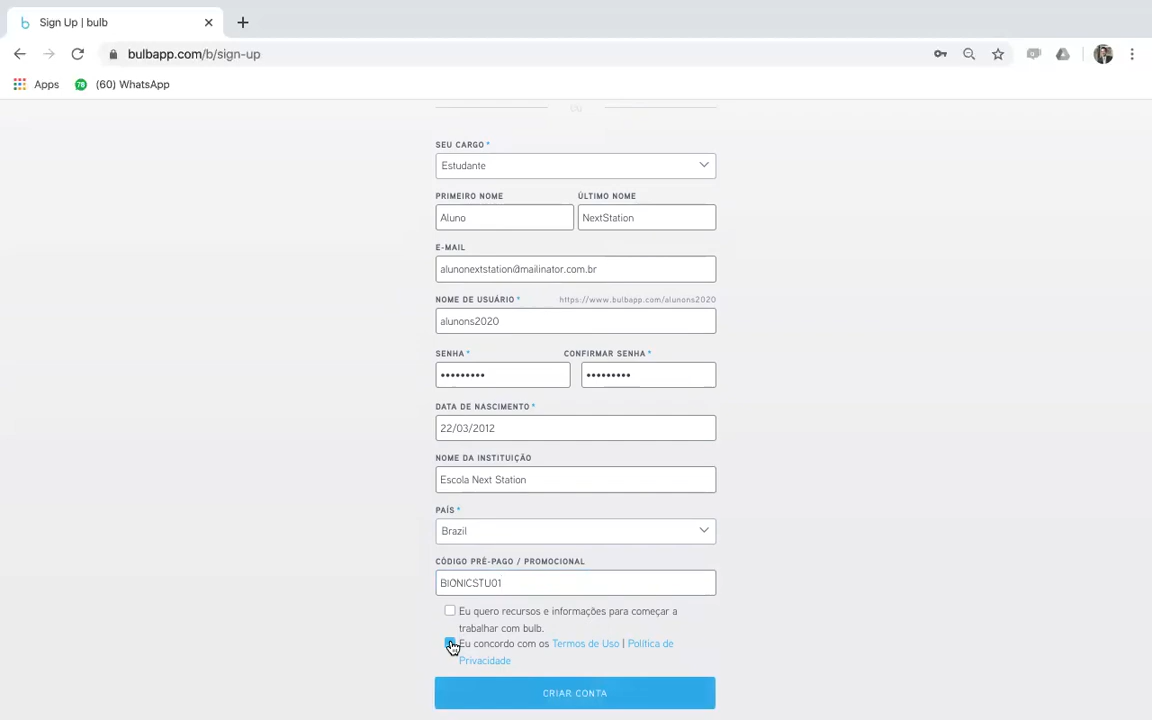 Sign Up | bulb
bulbapp.com/b/sign-up
Apps
(60) WhatsApp
OU
SEU CARGO *
Estudante
PRIMEIRO NOME ÚLTIMO NOME
Aluno NextStation
E-MAIL
alunonextstation@mailinator.com.br
NOME DE USUÁRIO * https://www.bulbapp.com/alunons2020
alunons2020
SENHA * CONFIRMAR SENHA *
••••••••• •••••••••
DATA DE NASCIMENTO *
22/03/2012
NOME DA INSTITUIÇÃO
Escola Next Station
PAÍS *
Brazil
CÓDIGO PRÉ-PAGO / PROMOCIONAL
BIONICSTU01
Eu quero recursos e informações para começar a
trabalhar com bulb.
Eu concordo com os Termos de Uso | Política de
Privacidade
CRIAR CONTA